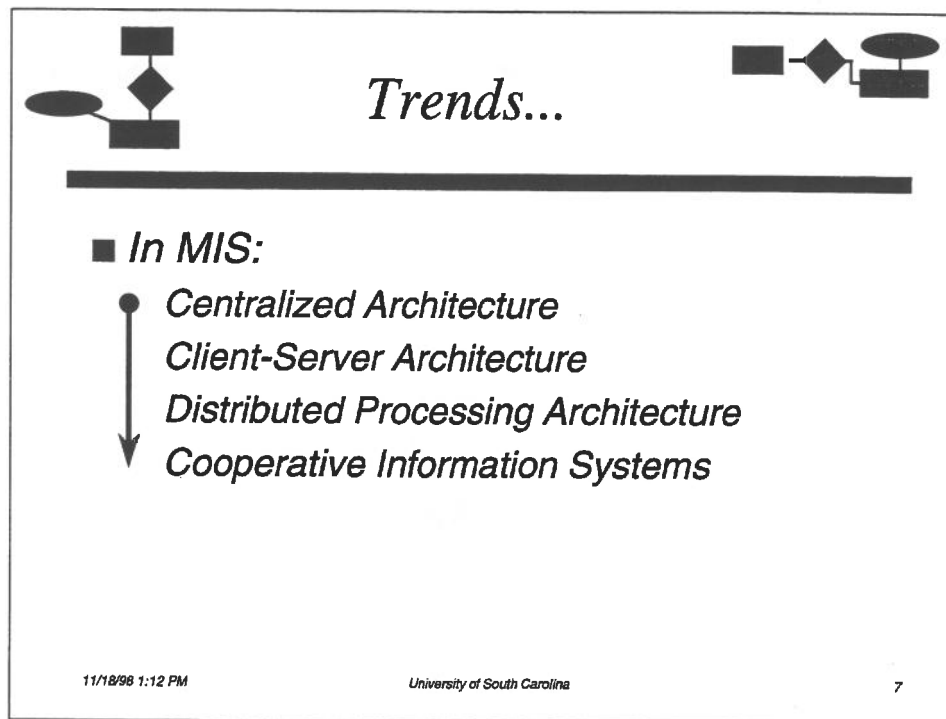 Trends...
In MIS:
Centralized Architecture
Client-Server Architecture
Distributed Processing Architecture
Cooperative Information Systems
11/18/98 1:12 PM
University of South Carolina
7